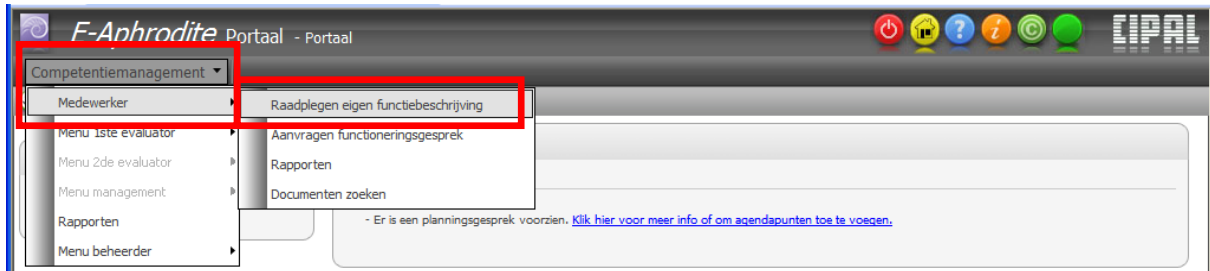 E-Aphrodite Portaal - Portaal
CIPAL
Competentiemanagement
Medewerker
Menu 1ste evaluator
Menu 2de evaluator
Menu management
Rapporten
Menu beheerder
Raadplegen eigen functiebeschrijving
Aanvragen functioneringsgesprek
Rapporten
Documenten zoeken
- Er is een planningsgesprek voorzien. Klik hier voor meer info of om agendapunten toe te voegen.